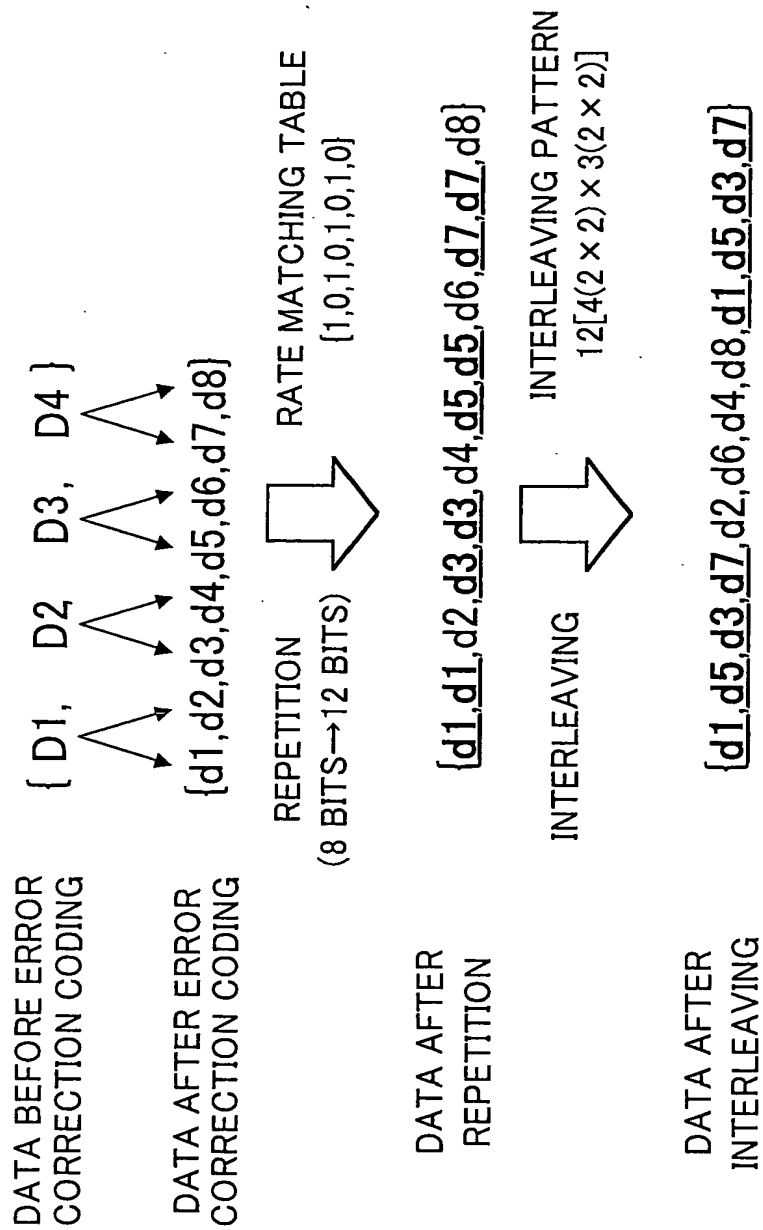 DATA BEFORE ERROR
CORRECTION CODING
{ D1, D2, D3, D4 }
DATA AFTER ERROR
CORRECTION CODING
{d1,d2,d3,d4,d5,d6,d7,d8}
REPETITION
(8 BITS→12 BITS)
RATE MATCHING TABLE
{1,0,1,0,1,0,1,0}
DATA AFTER
REPETITION
{d1,d1,d2,d3,d3,d4,d5,d5,d6,d7,d7,d8}
INTERLEAVING
INTERLEAVING PATTERN
12[4(2×2)×3(2×2)]
DATA AFTER
INTERLEAVING
{d1,d5,d3,d7,d2,d6,d4,d8,d1,d5,d3,d7}